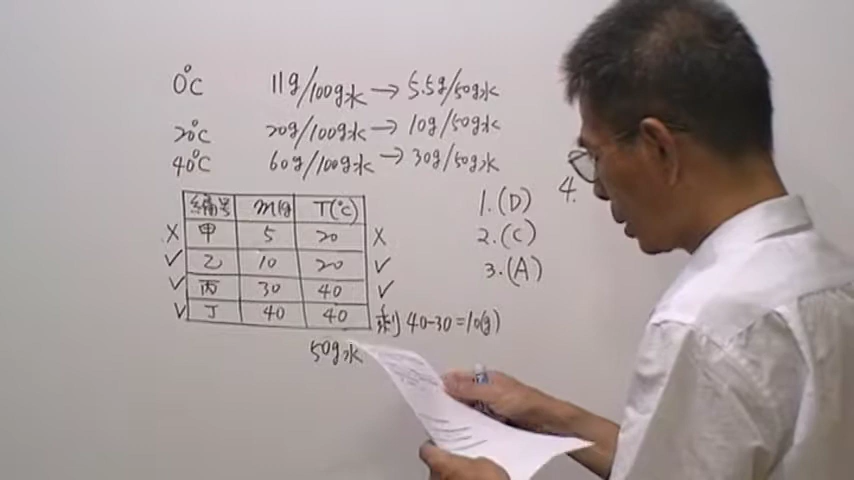 0°C 11g/100g水 → 5.5g/50g水
20°C 20g/100g水 → 10g/50g水
40°C 60g/100g水 → 30g/50g水
編号 m(g) T(°C)
X 甲 5 20 X
✓ 乙 10 20 ✓
✓ 丙 30 40 ✓
✓ 丁 40 40 剩 40-30=10(g)
50g水
1.(D)
2.(C)
3.(A)
4.